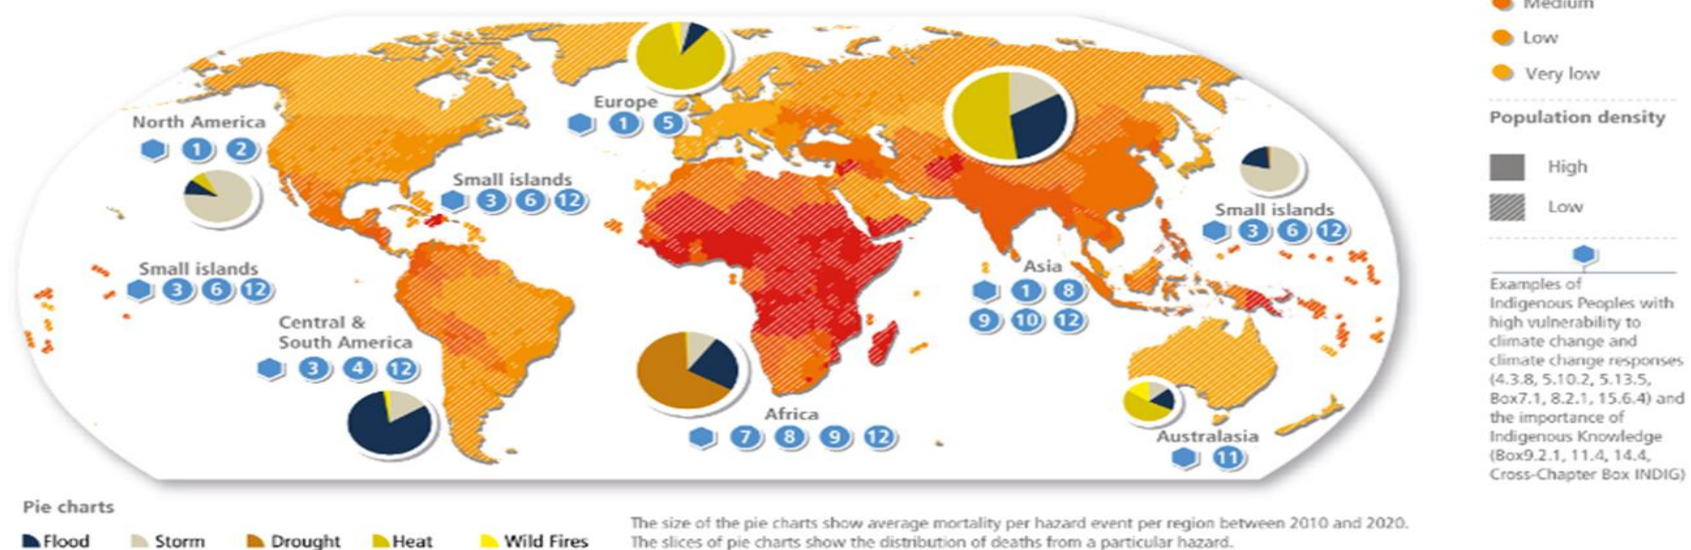 Medium
Low
Very low
Population density
High
Low
Examples of
Indigenous Peoples with
high vulnerability to
climate change and
climate change responses
(4.3.8, 5.10.2, 5.13.5,
Box7.1, 8.2.1, 15.6.4) and
the importance of
Indigenous Knowledge
(Box9.2.1, 11.4, 14.4,
Cross-Chapter Box INDIG)
North America
1 2
Europe
1 5
Small islands
3 6 12
Small islands
3 6 12
Small islands
3 6 12
Central &
South America
3 4 12
Asia
1 8
9 10 12
Africa
7 8 9 12
Australasia
11
Pie charts
Flood Storm Drought Heat Wild Fires
The size of the pie charts show average mortality per hazard event per region between 2010 and 2020.
The slices of pie charts show the distribution of deaths from a particular hazard.